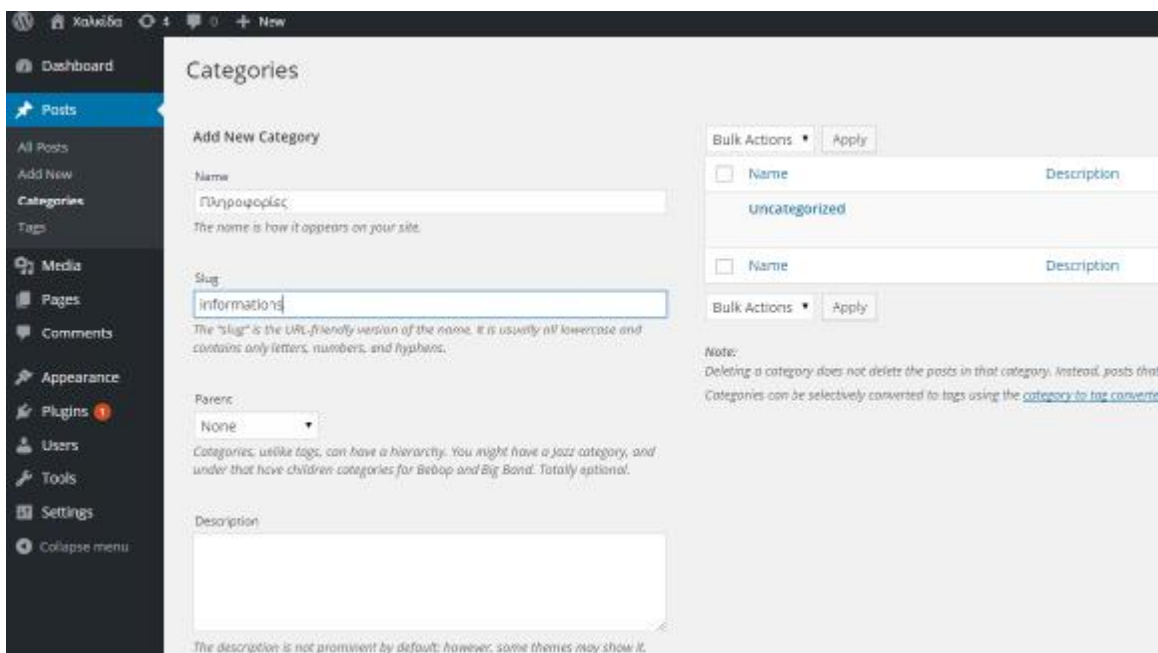 Χαλκίδα 4 0 + New
Dashboard
Posts
All Posts
Add New
Categories
Tags
Media
Pages
Comments
Appearance
Plugins 1
Users
Tools
Settings
Collapse menu
Categories
Add New Category
Name
Πληροφορίες
The name is how it appears on your site.
Slug
informations
The "slug" is the URL-friendly version of the name. It is usually all lowercase and
contains only letters, numbers, and hyphens.
Parent
None
Categories, unlike tags, can have a hierarchy. You might have a Jazz category, and
under that have children categories for Bebop and Big Band. Totally optional.
Description
The description is not prominent by default; however, some themes may show it.
Bulk Actions Apply
Name Description
Uncategorized
Name Description
Bulk Actions Apply
Note:
Deleting a category does not delete the posts in that category. Instead, posts that
Categories can be selectively converted to tags using the category to tag converte